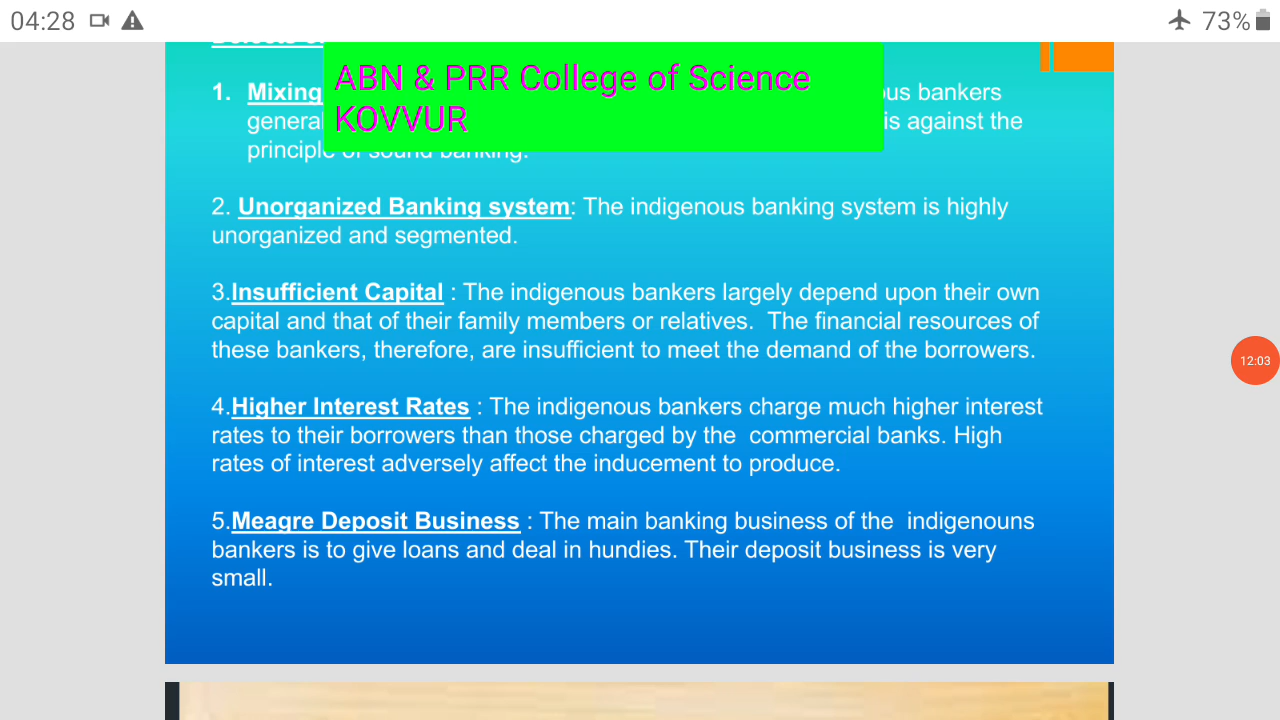 04:28
73%
ABN & PRR College of Science
KOVVUR
1. Mixing bankers
is against the
principle of sound banking.
2. Unorganized Banking system: The indigenous banking system is highly
unorganized and segmented.
3.Insufficient Capital : The indigenous bankers largely depend upon their own
capital and that of their family members or relatives. The financial resources of
these bankers, therefore, are insufficient to meet the demand of the borrowers.
12:03
4.Higher Interest Rates : The indigenous bankers charge much higher interest
rates to their borrowers than those charged by the commercial banks. High
rates of interest adversely affect the inducement to produce.
5.Meagre Deposit Business : The main banking business of the indigenouns
bankers is to give loans and deal in hundies. Their deposit business is very
small.